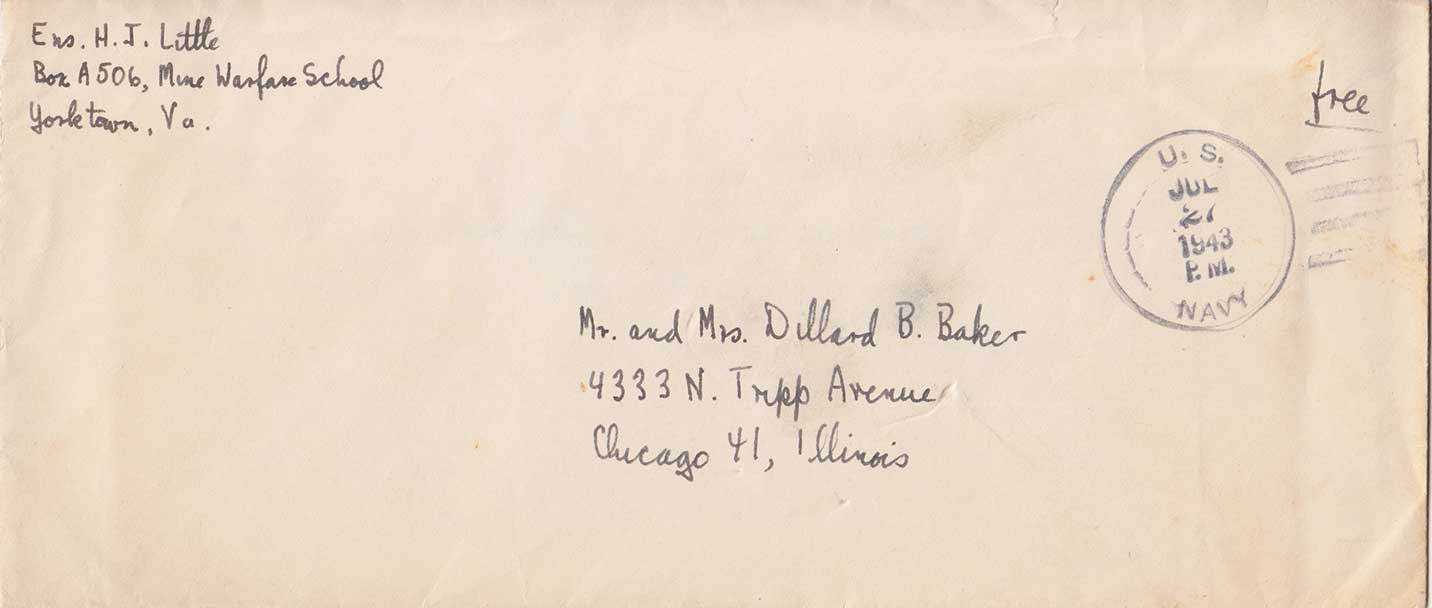 Ens. H. J. Little
Box A506, Mine Warfare School
Yorktown, Va.
free
U. S.
JUL
27
1943
P.M.
NAVY
Mr. and Mrs. Dillard B. Baker
4333 N. Tripp Avenue
Chicago 41, Illinois